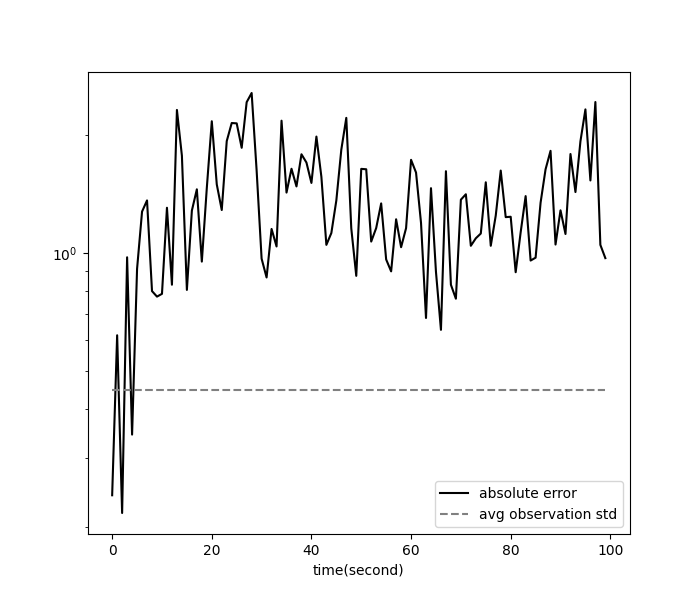 10⁰
0
20
40
60
80
100
time(second)
absolute error
avg observation std